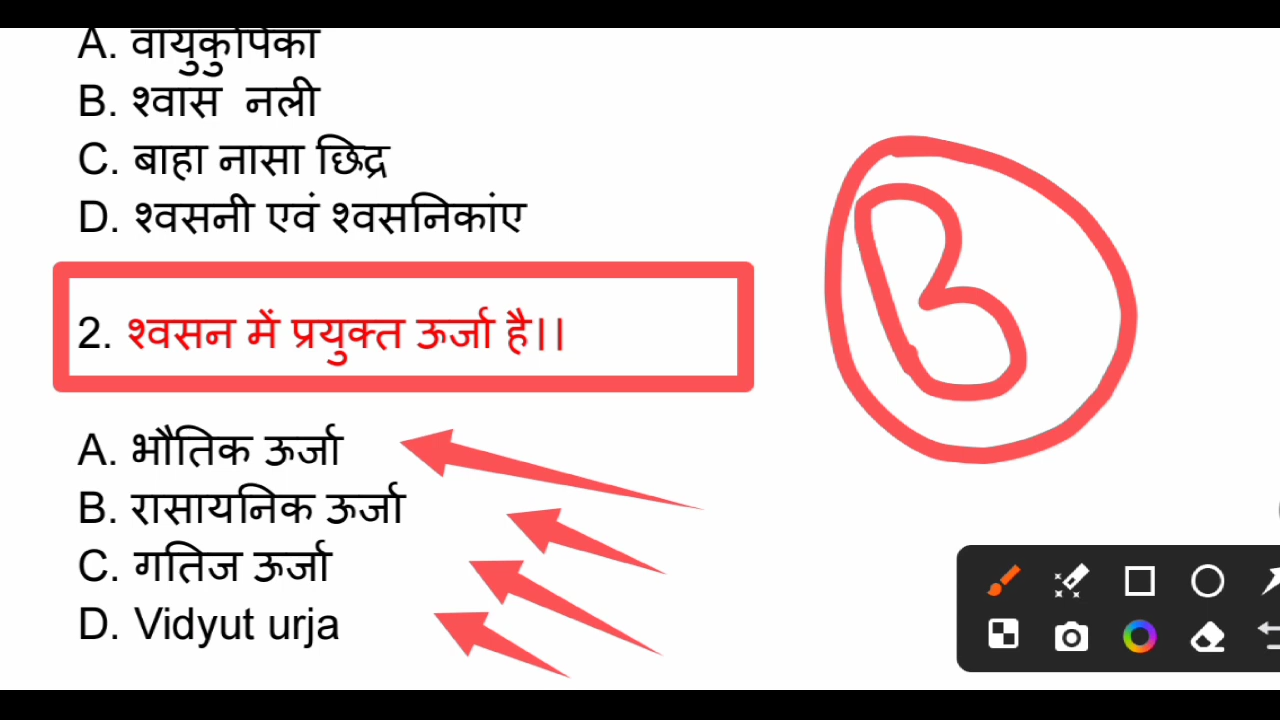 A. वायुकुपिका
B. श्वास नली
C. बाहा नासा छिद्र
D. श्वसनी एवं श्वसनिकांए
2. श्वसन में प्रयुक्त ऊर्जा है।।
B
A. भौतिक ऊर्जा
B. रासायनिक ऊर्जा
C. गतिज ऊर्जा
D. Vidyut urja